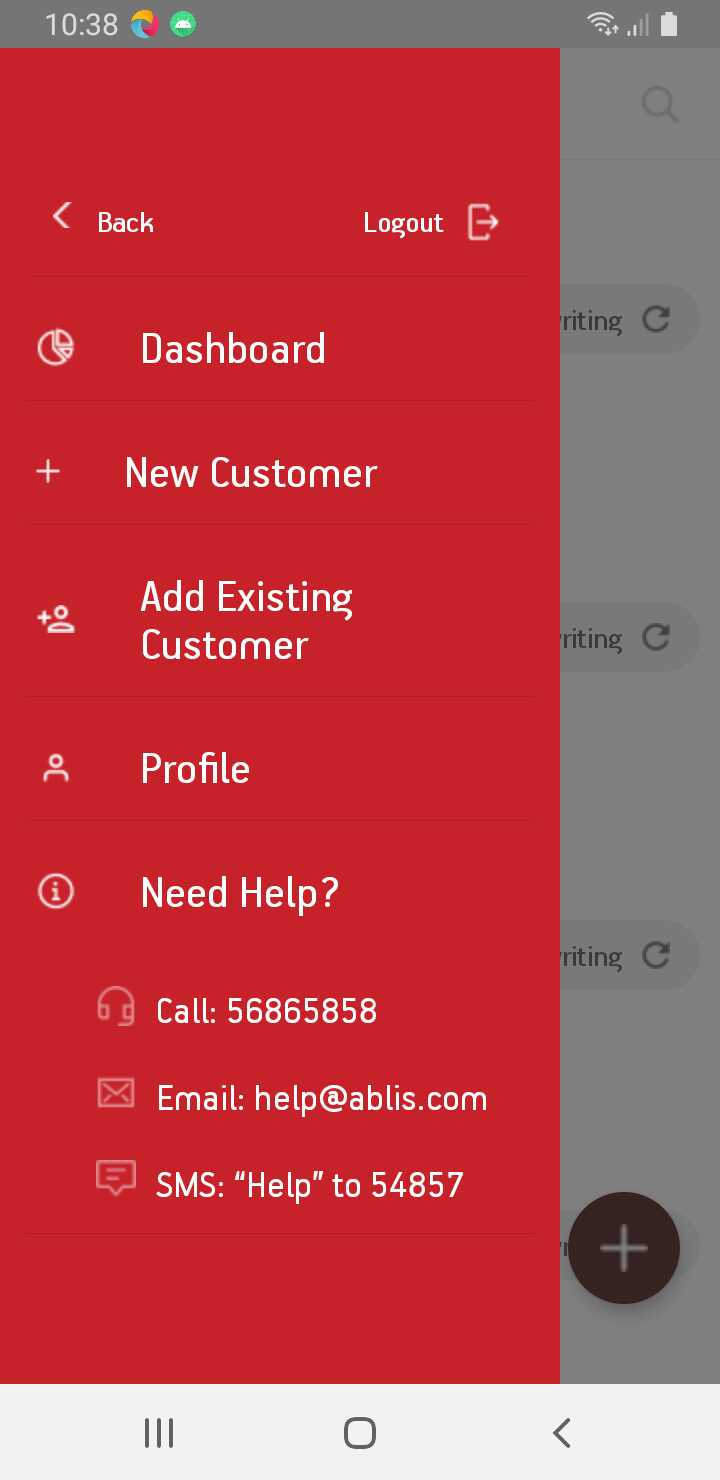 10:38
Back
Logout
Dashboard
New Customer
Add Existing
Customer
Profile
Need Help?
Call: 56865858
Email: help@ablis.com
SMS: “Help” to 54857
riting
riting
riting